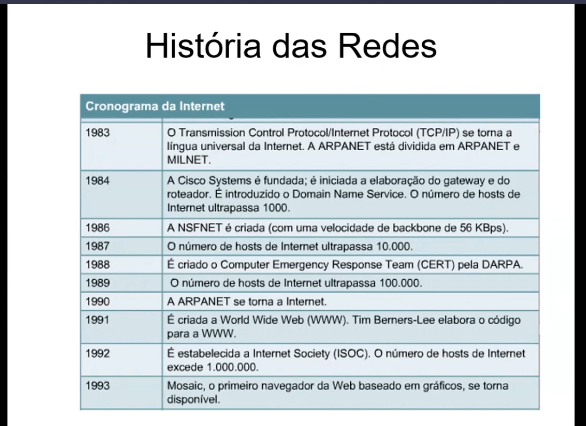 História das Redes
Cronograma da Internet
1983 O Transmission Control Protocol/Internet Protocol (TCP/IP) se torna a
língua universal da Internet. A ARPANET está dividida em ARPANET e
MILNET.
1984 A Cisco Systems é fundada; é iniciada a elaboração do gateway e do
roteador. É introduzido o Domain Name Service. O número de hosts de
Internet ultrapassa 1000.
1986 A NSFNET é criada (com uma velocidade de backbone de 56 KBps).
1987 O número de hosts de Internet ultrapassa 10.000.
1988 É criado o Computer Emergency Response Team (CERT) pela DARPA.
1989 O número de hosts de Internet ultrapassa 100.000.
1990 A ARPANET se torna a Internet.
1991 É criada a World Wide Web (WWW). Tim Berners-Lee elabora o código
para a WWW.
1992 É estabelecida a Internet Society (ISOC). O número de hosts de Internet
excede 1.000.000.
1993 Mosaic, o primeiro navegador da Web baseado em gráficos, se torna
disponível.